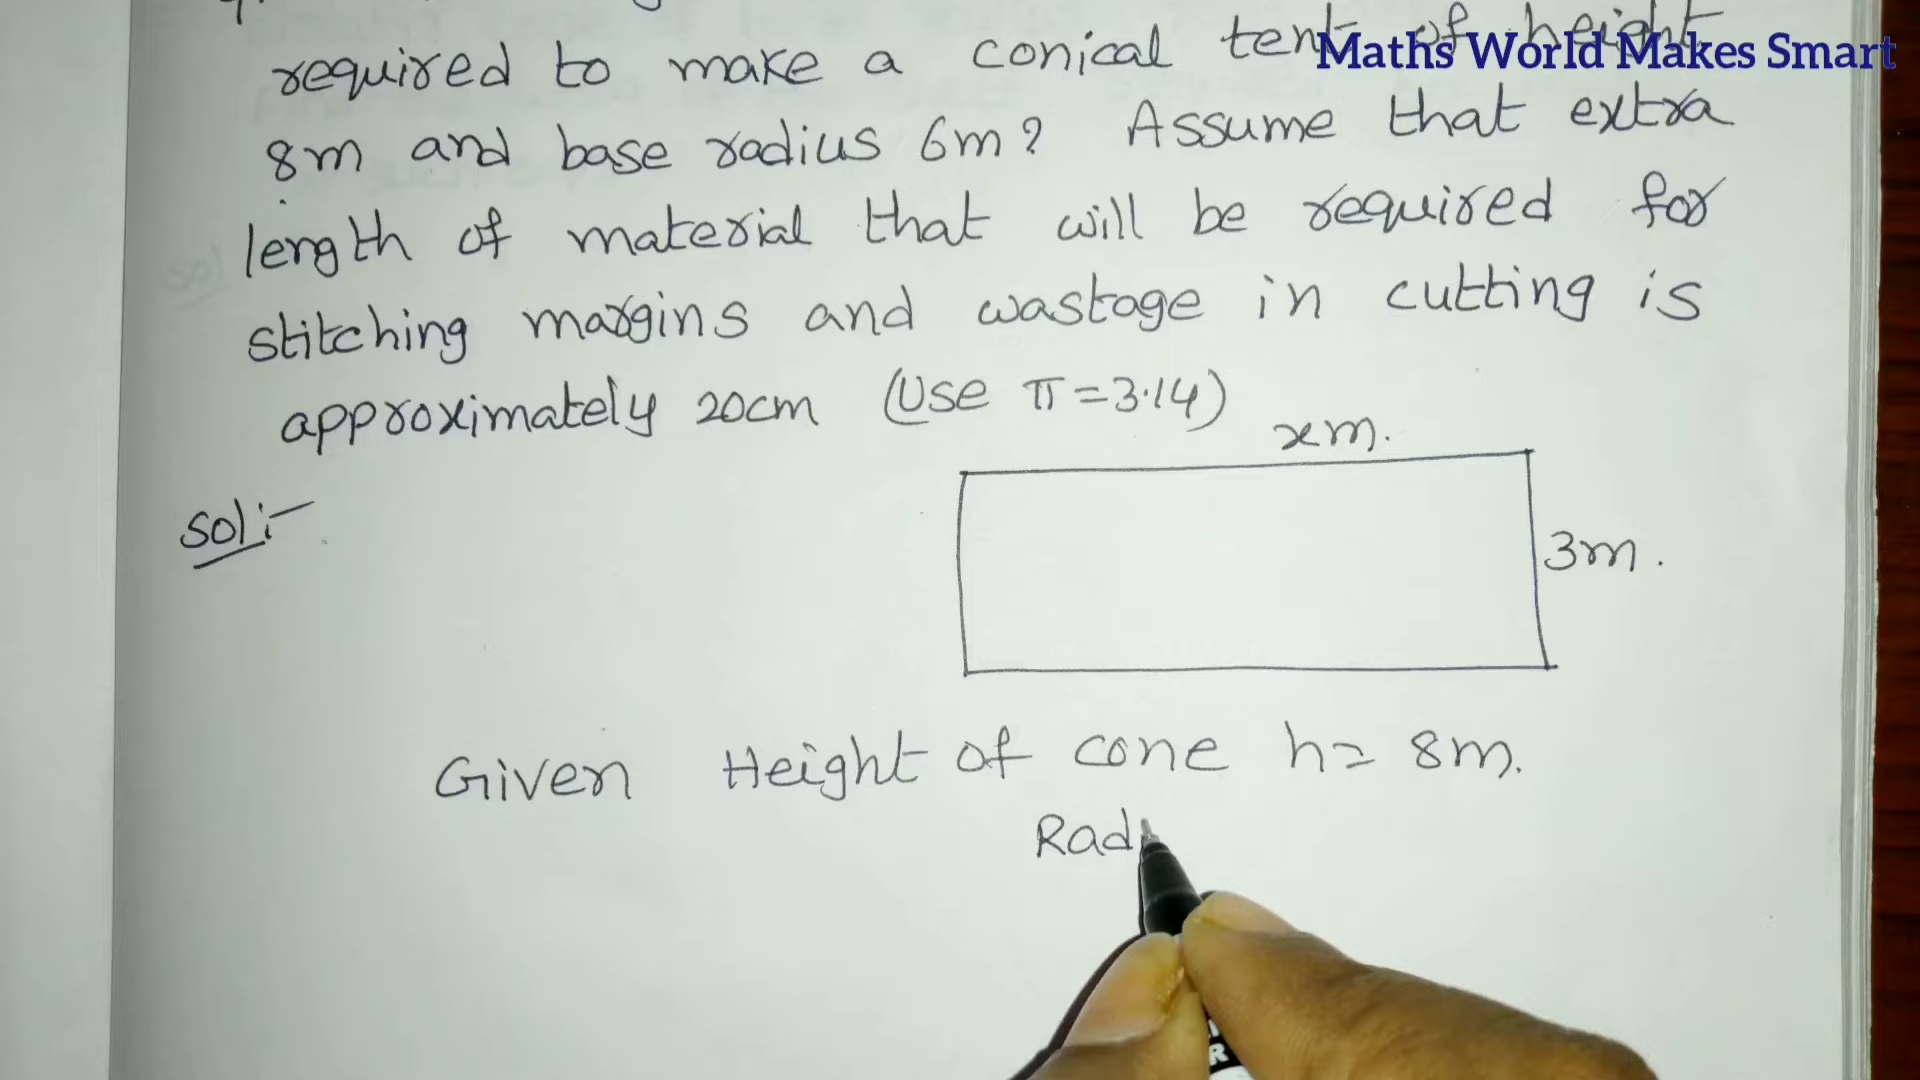 required to make a conical tent of height
Maths World Makes Smart
8m and base radius 6m? Assume that extra
length of material that will be required for
stitching margins and wastage in cutting is
approximately 20cm (Use π=3.14)
xm.
Sol:-
3m.
Given Height of cone h= 8m.
Rad
R